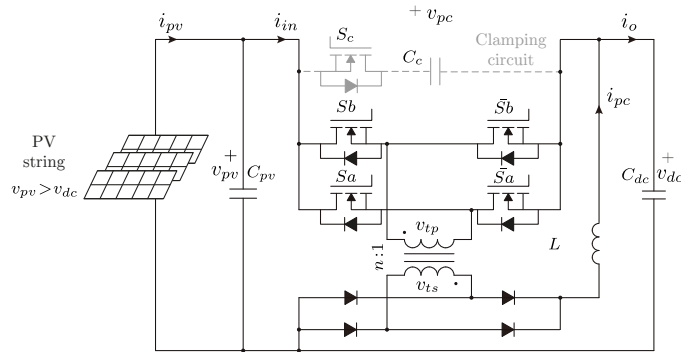 i_pv
i_in
+ v_pc
i_o
S_c
C_c
Clamping
circuit
Sb
S̄b
i_pc
PV
string
v_pv > v_dc
+
v_pv
C_pv
Sa
S̄a
C_dc
+
v_dc
v_tp
n:1
L
v_ts